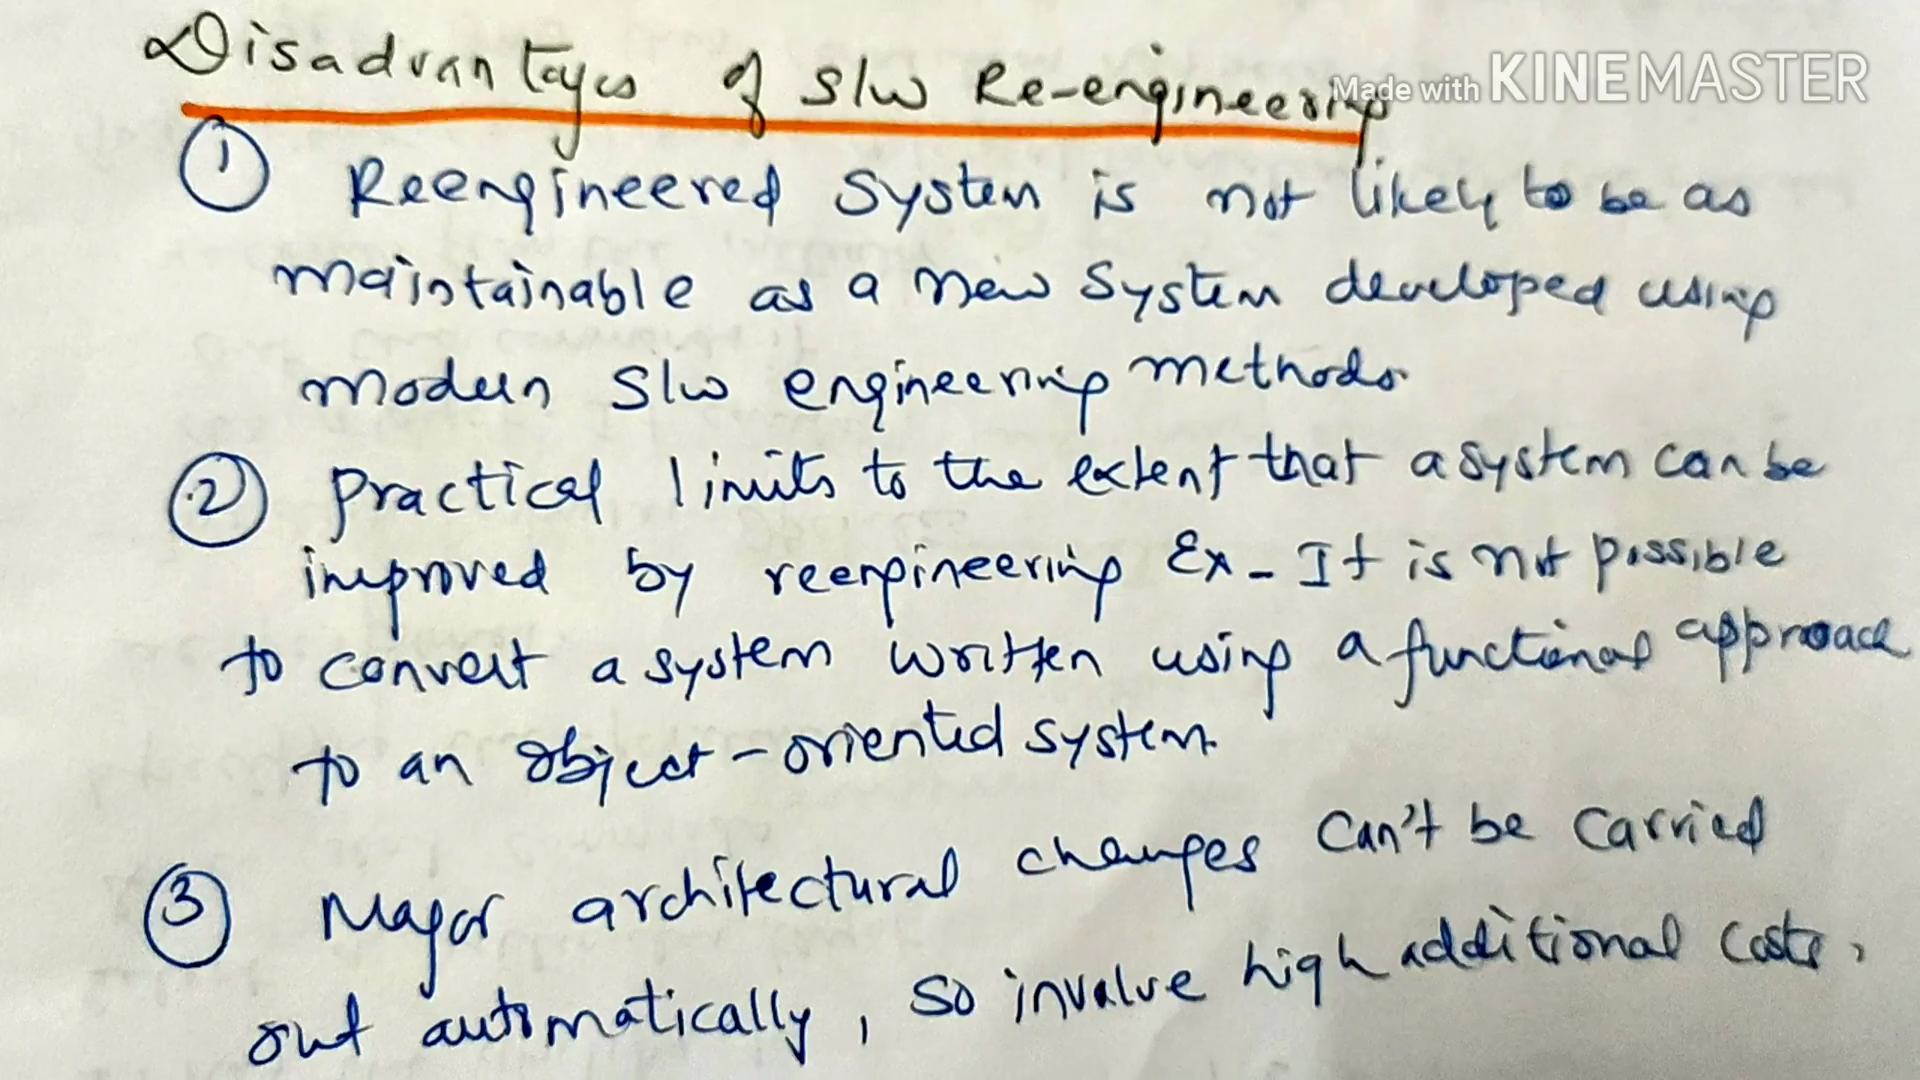 Disadvantages of S/w Re-engineering
Made with KINEMASTER
1 Reengineered System is not likely to be as
maintainable as a new System developed using
modern S/w engineering methods.
2 Practical limits to the extent that a system can be
improved by reengineering Ex - It is not possible
to convert a system written using a functional approach
to an object-oriented system.
3 Major architectural changes can't be carried
out automatically, so involve high additional costs.